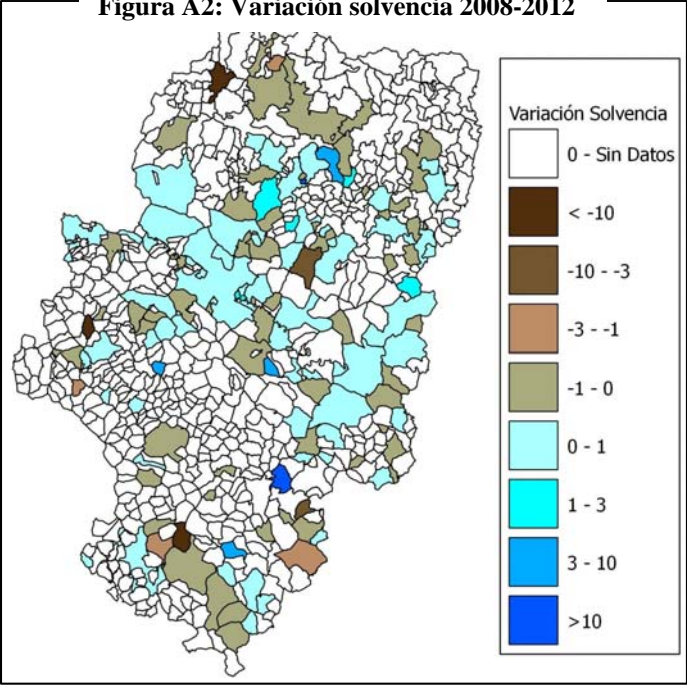 Figura A2: Variación solvencia 2008-2012
Variación Solvencia
0 - Sin Datos
< -10
-10 - -3
-3 - -1
-1 - 0
0 - 1
1 - 3
3 - 10
>10